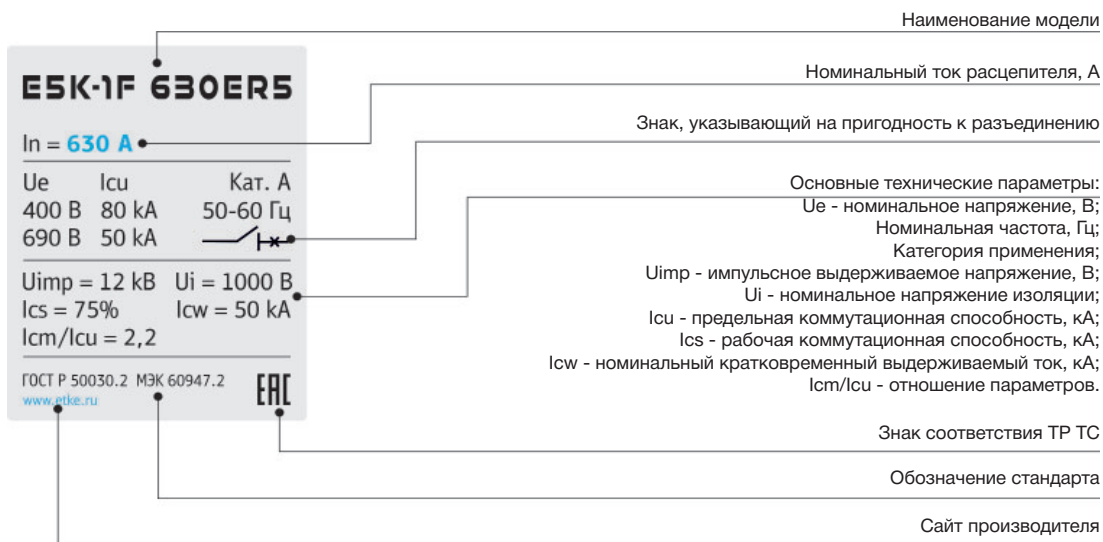 E5K-1F 630ER5
In = 630 A
Ue Icu Кат. А
400 В 80 kA 50-60 Гц
690 В 50 kA
Uimp = 12 kB Ui = 1000 В
Ics = 75% Icw = 50 kA
Icm/Icu = 2,2
ГОСТ Р 50030.2 МЭК 60947.2
www.etke.ru
EAC
Наименование модели
Номинальный ток расцепителя, А
Знак, указывающий на пригодность к разъединению
Основные технические параметры:
Ue - номинальное напряжение, В;
Номинальная частота, Гц;
Категория применения;
Uimp - импульсное выдерживаемое напряжение, В;
Ui - номинальное напряжение изоляции;
Icu - предельная коммутационная способность, кА;
Ics - рабочая коммутационная способность, кА;
Icw - номинальный кратковременный выдерживаемый ток, кА;
Icm/Icu - отношение параметров.
Знак соответствия ТР ТС
Обозначение стандарта
Сайт производителя